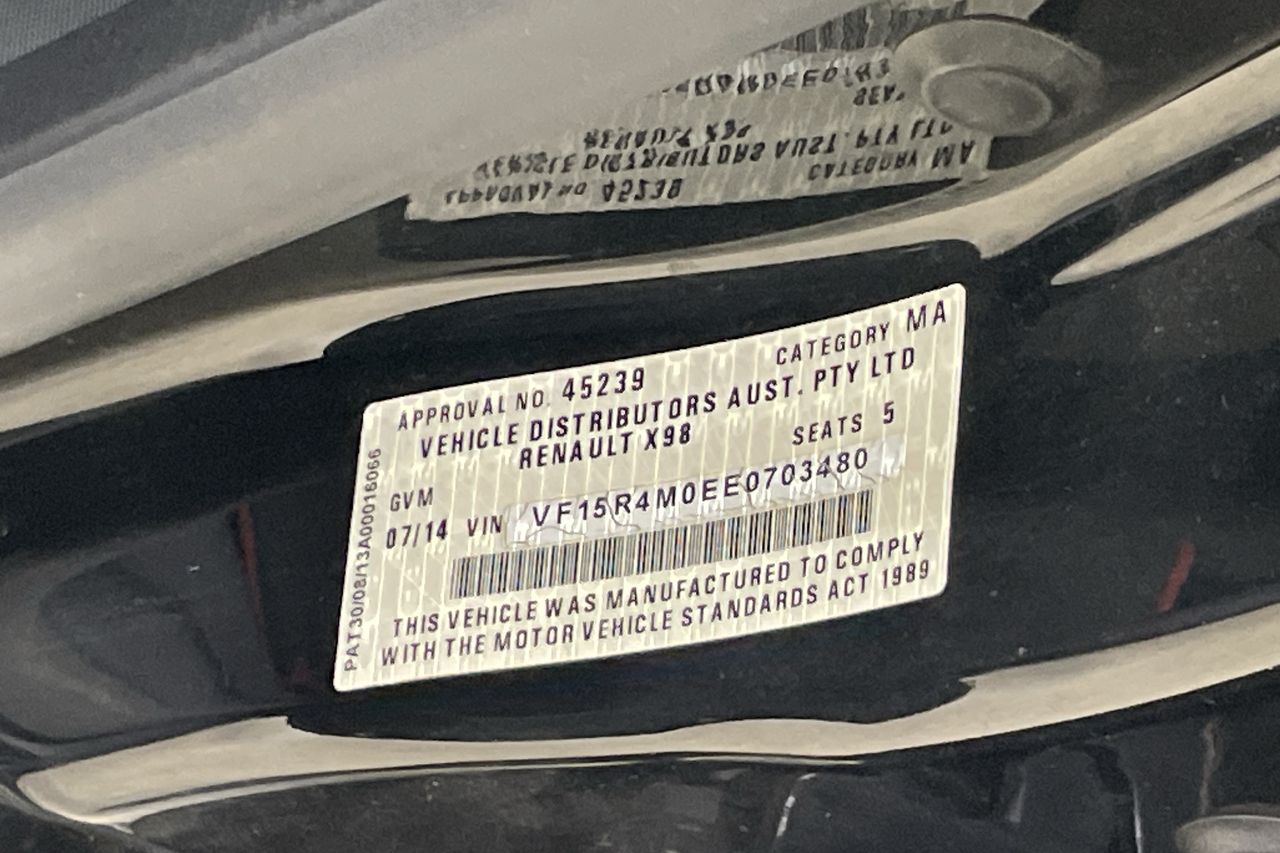 APPROVAL NO. 45239 CATEGORY MA
VEHICLE DISTRIBUTORS AUST. PTY LTD
RENAULT X98 SEATS 5
GVM
07/14 VIN VF15R4M0EE0703480
THIS VEHICLE WAS MANUFACTURED TO COMPLY
WITH THE MOTOR VEHICLE STANDARDS ACT 1989
PAT30/08/13A00016066